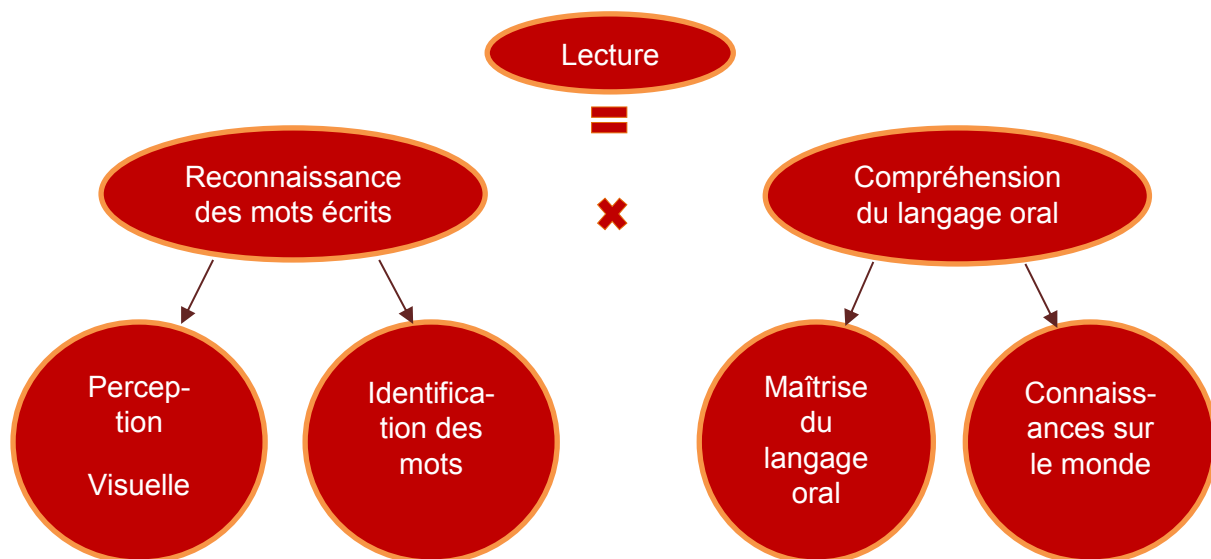 Lecture
=
Reconnaissance
des mots écrits
×
Compréhension
du langage oral
Percep-
tion
Visuelle
Identifica-
tion des
mots
Maîtrise
du
langage
oral
Connaiss-
ances sur
le monde